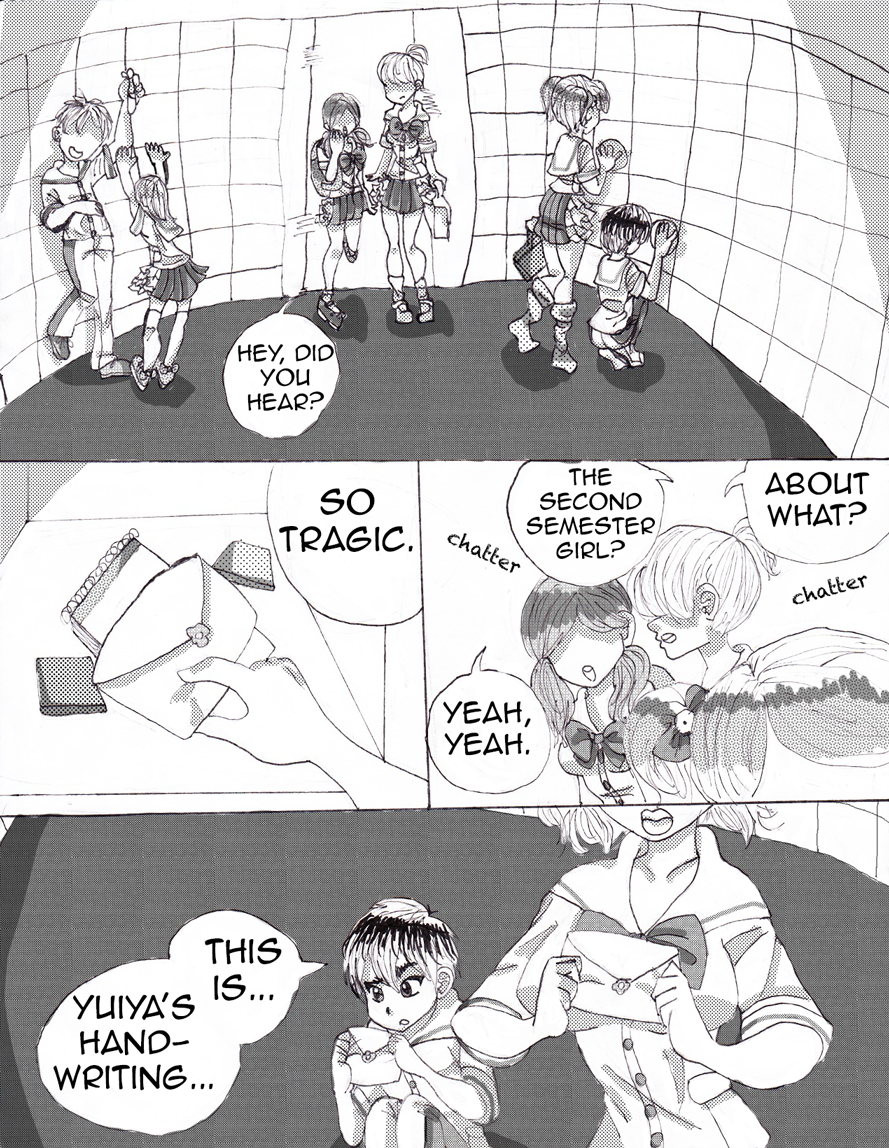 HEY, DID
YOU
HEAR?
ABOUT
WHAT?
THE
SECOND
SEMESTER
GIRL?
chatter
chatter
YEAH,
YEAH.
SO
TRAGIC.
THIS
IS...
YUIYA'S
HAND-
WRITING...